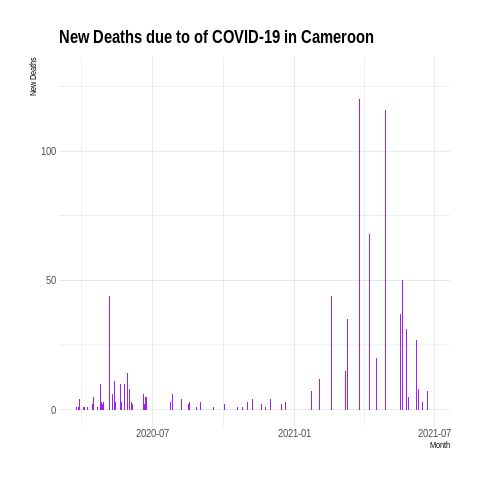 New Deaths due to of COVID-19 in Cameroon
New Deaths
100
50
0
2020-07
2021-01
2021-07
Month